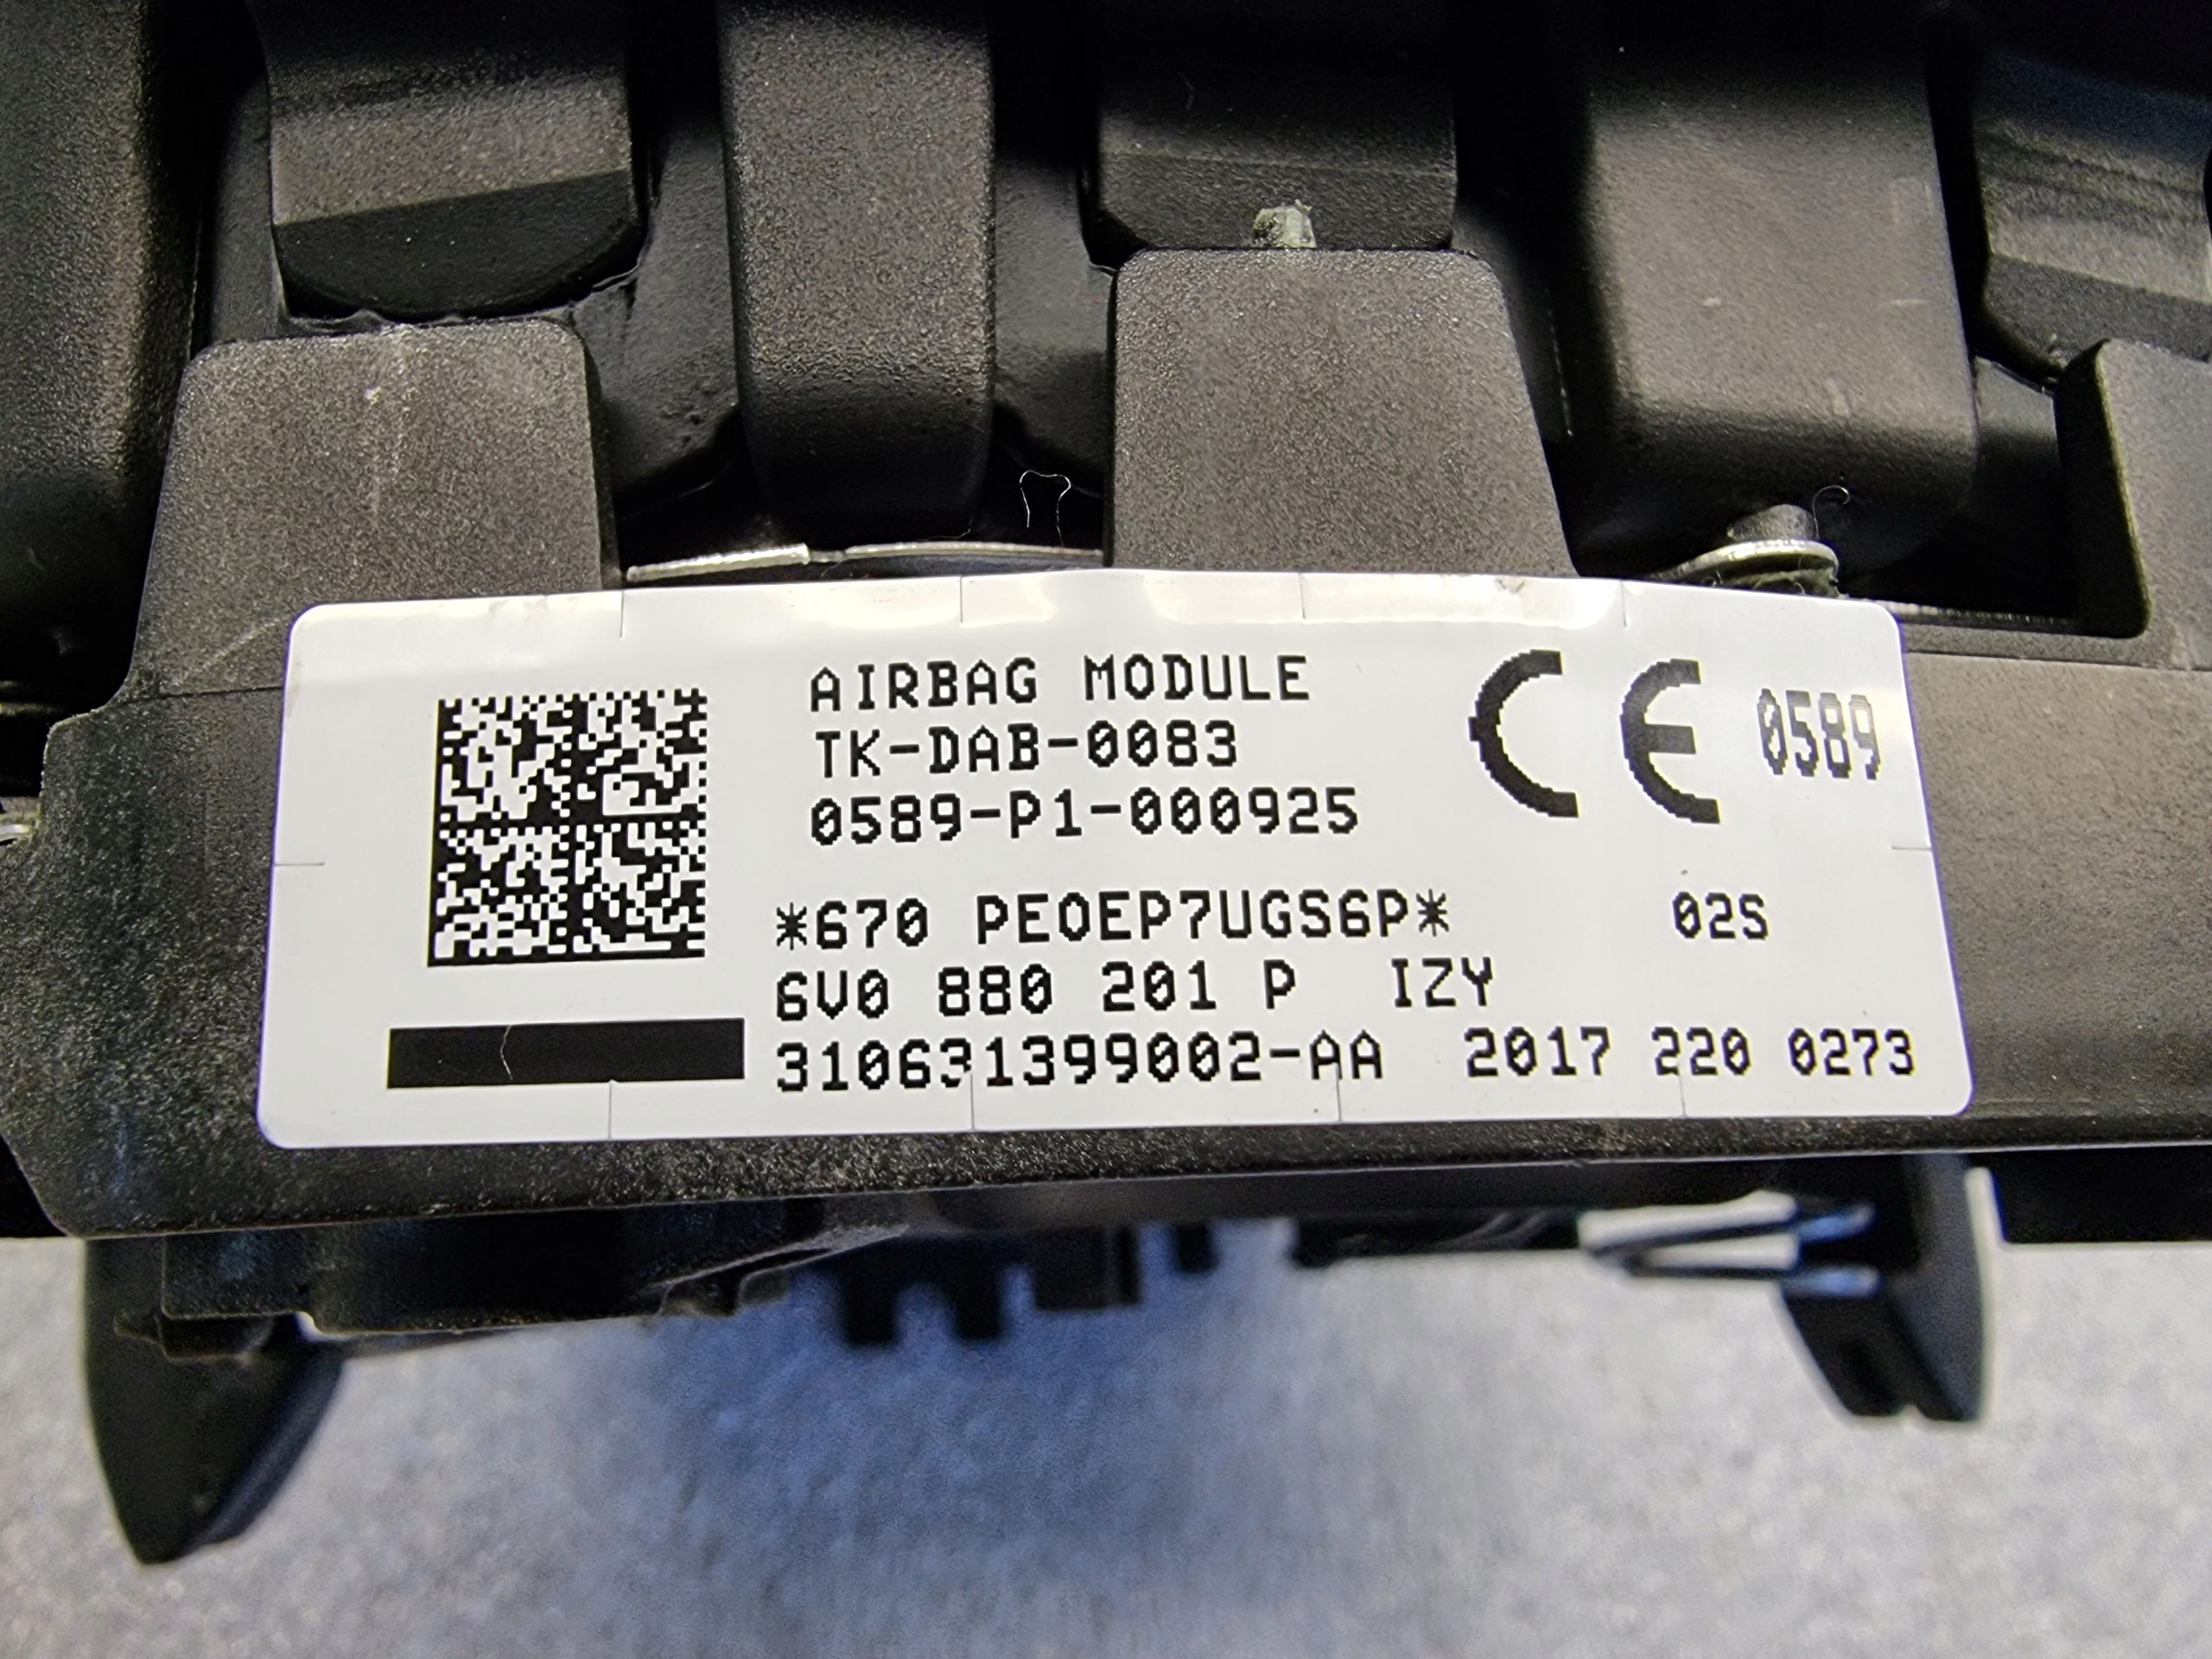 AIRBAG MODULE
TK-DAB-0083
0589-P1-000925
CE 0589
*670 PEOEP7UGS6P* 02S
6V0 880 201 P IZY
310631399002-AA 2017 220 0273